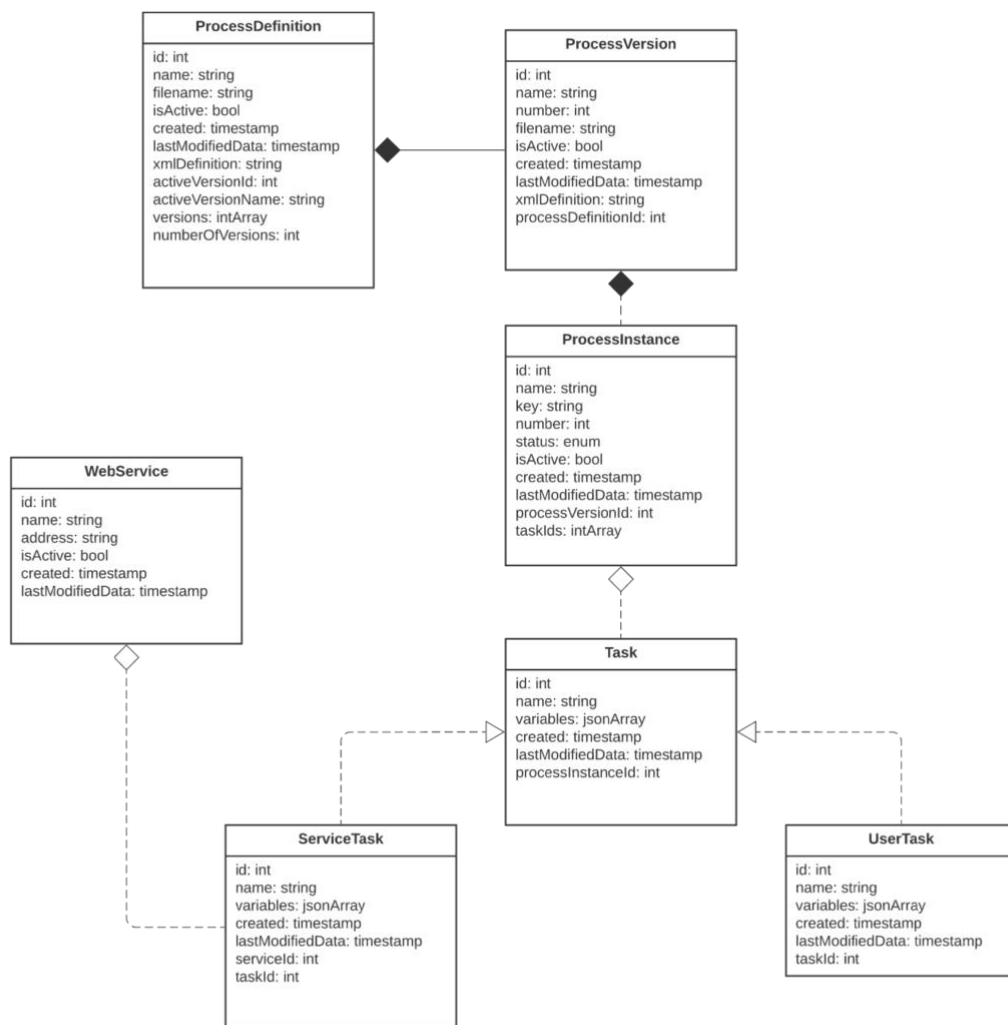 ProcessDefinition
id: int
name: string
filename: string
isActive: bool
created: timestamp
lastModifiedData: timestamp
xmlDefinition: string
activeVersionId: int
activeVersionName: string
versions: intArray
numberOfVersions: int
ProcessVersion
id: int
name: string
number: int
filename: string
isActive: bool
created: timestamp
lastModifiedData: timestamp
xmlDefinition: string
processDefinitionId: int
ProcessInstance
id: int
name: string
key: string
number: int
status: enum
isActive: bool
created: timestamp
lastModifiedData: timestamp
processVersionId: int
taskIds: intArray
WebService
id: int
name: string
address: string
isActive: bool
created: timestamp
lastModifiedData: timestamp
Task
id: int
name: string
variables: jsonArray
created: timestamp
lastModifiedData: timestamp
processInstanceId: int
ServiceTask
id: int
name: string
variables: jsonArray
created: timestamp
lastModifiedData: timestamp
serviceId: int
taskId: int
UserTask
id: int
name: string
variables: jsonArray
created: timestamp
lastModifiedData: timestamp
taskId: int